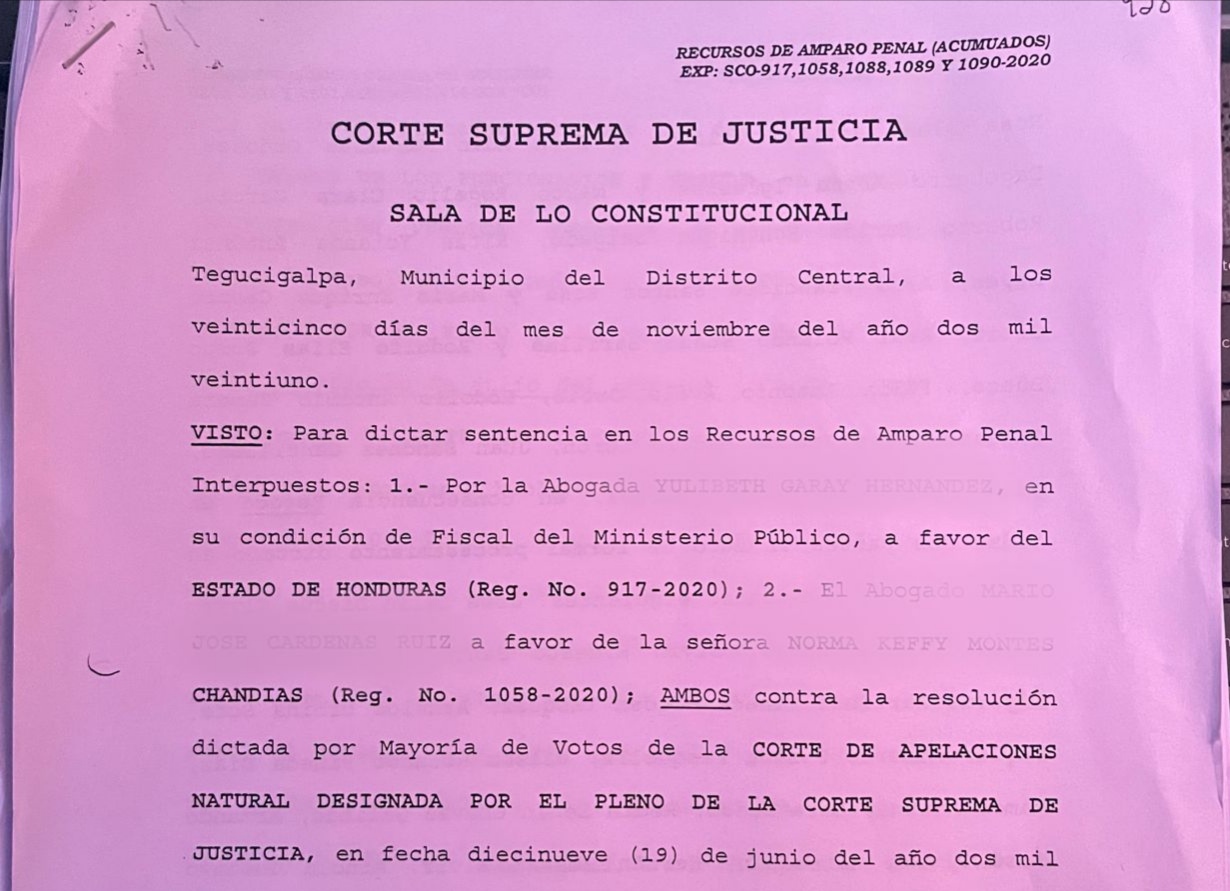 928
RECURSOS DE AMPARO PENAL (ACUMUADOS)
EXP: SCO-917,1058,1088,1089 Y 1090-2020
CORTE SUPREMA DE JUSTICIA
SALA DE LO CONSTITUCIONAL
Tegucigalpa, Municipio del Distrito Central, a los
veinticinco días del mes de noviembre del año dos mil
veintiuno.
VISTO: Para dictar sentencia en los Recursos de Amparo Penal
Interpuestos: 1.- Por la Abogada YULIBETH GARAY HERNANDEZ, en
su condición de Fiscal del Ministerio Público, a favor del
ESTADO DE HONDURAS (Reg. No. 917-2020); 2.- El Abogado MARIO
JOSE CARDENAS RUIZ a favor de la señora NORMA KEFFY MONTES
CHANDIAS (Reg. No. 1058-2020); AMBOS contra la resolución
dictada por Mayoría de Votos de la CORTE DE APELACIONES
NATURAL DESIGNADA POR EL PLENO DE LA CORTE SUPREMA DE
JUSTICIA, en fecha diecinueve (19) de junio del año dos mil